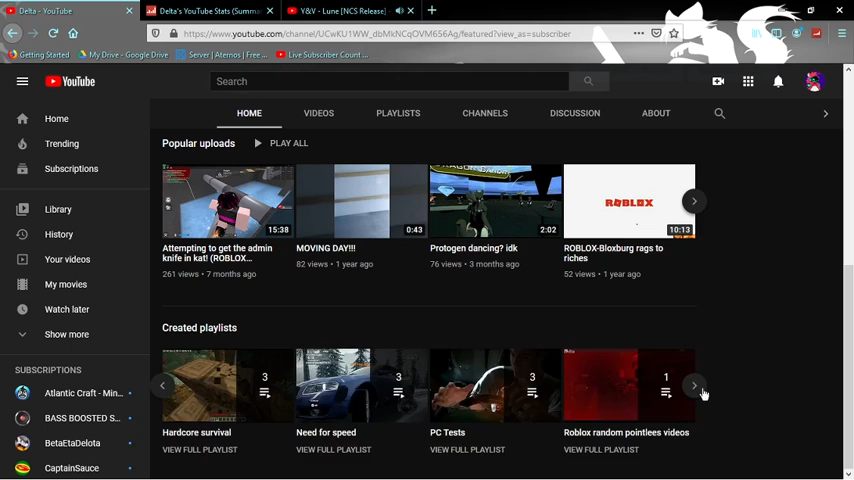 Delta - YouTube
Delta's YouTube Stats (Summar
Y&V - Lune [NCS Release] -
https://www.youtube.com/channel/UCwKU1WW_dbMkNCqOVM656Ag/featured?view_as=subscriber
Getting Started
My Drive - Google Drive
Server | Aternos | Free ...
Live Subscriber Count ...
YouTube
Search
HOME
VIDEOS
PLAYLISTS
CHANNELS
DISCUSSION
ABOUT
Home
Trending
Subscriptions
Library
History
Your videos
My movies
Watch later
Show more
SUBSCRIPTIONS
Atlantic Craft - Min...
BASS BOOSTED S...
BetaEtaDelota
CaptainSauce
Popular uploads
PLAY ALL
15:38
Attempting to get the admin
knife in kat! (ROBLOX...
261 views • 7 months ago
0:43
MOVING DAY!!!
82 views • 1 year ago
2:02
Protogen dancing? idk
76 views • 3 months ago
ROBLOX
10:13
ROBLOX-Bloxburg rags to
riches
52 views • 1 year ago
Created playlists
3
Hardcore survival
VIEW FULL PLAYLIST
3
Need for speed
VIEW FULL PLAYLIST
3
PC Tests
VIEW FULL PLAYLIST
1
Roblox random pointlees videos
VIEW FULL PLAYLIST